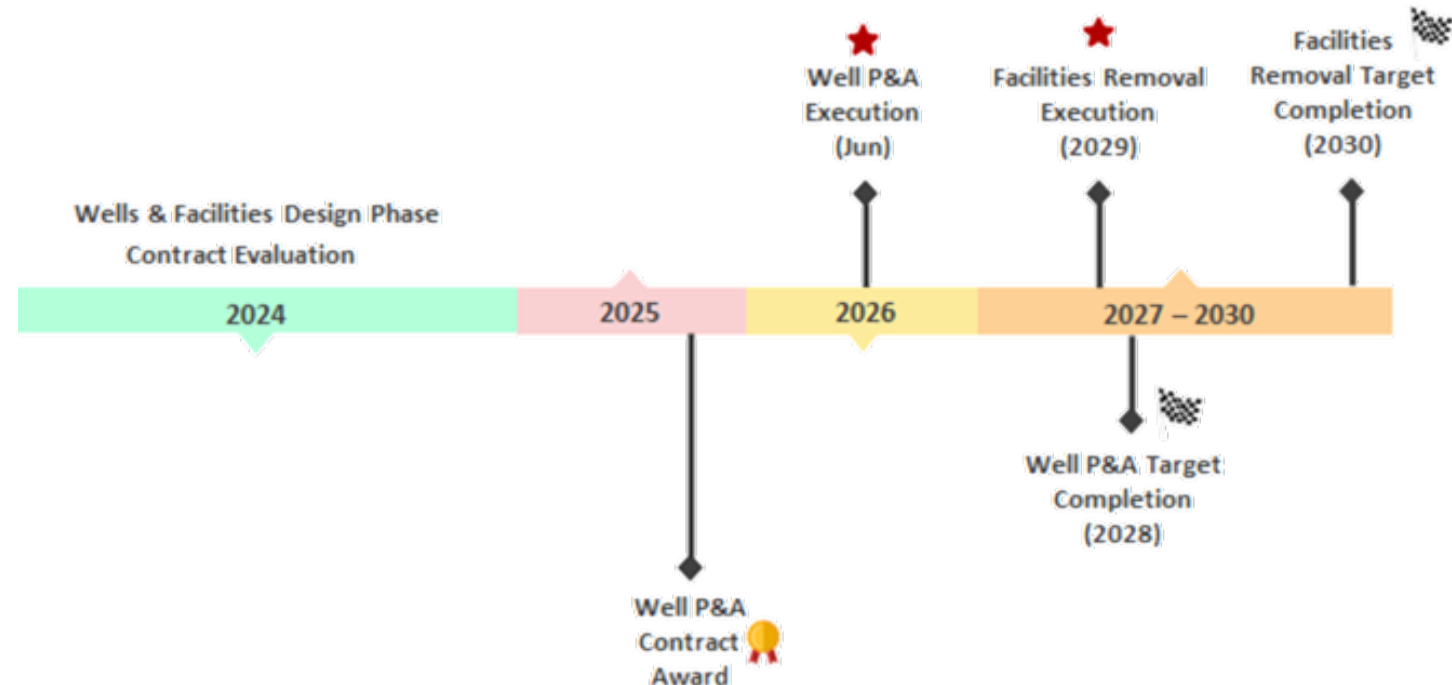 Well P&A
Execution
(Jun)
Facilities Removal
Execution
(2029)
Facilities
Removal Target
Completion
(2030)
Wells & Facilities Design Phase
Contract Evaluation
2024
2025
2026
2027 – 2030
Well P&A Target
Completion
(2028)
Well P&A
Contract
Award